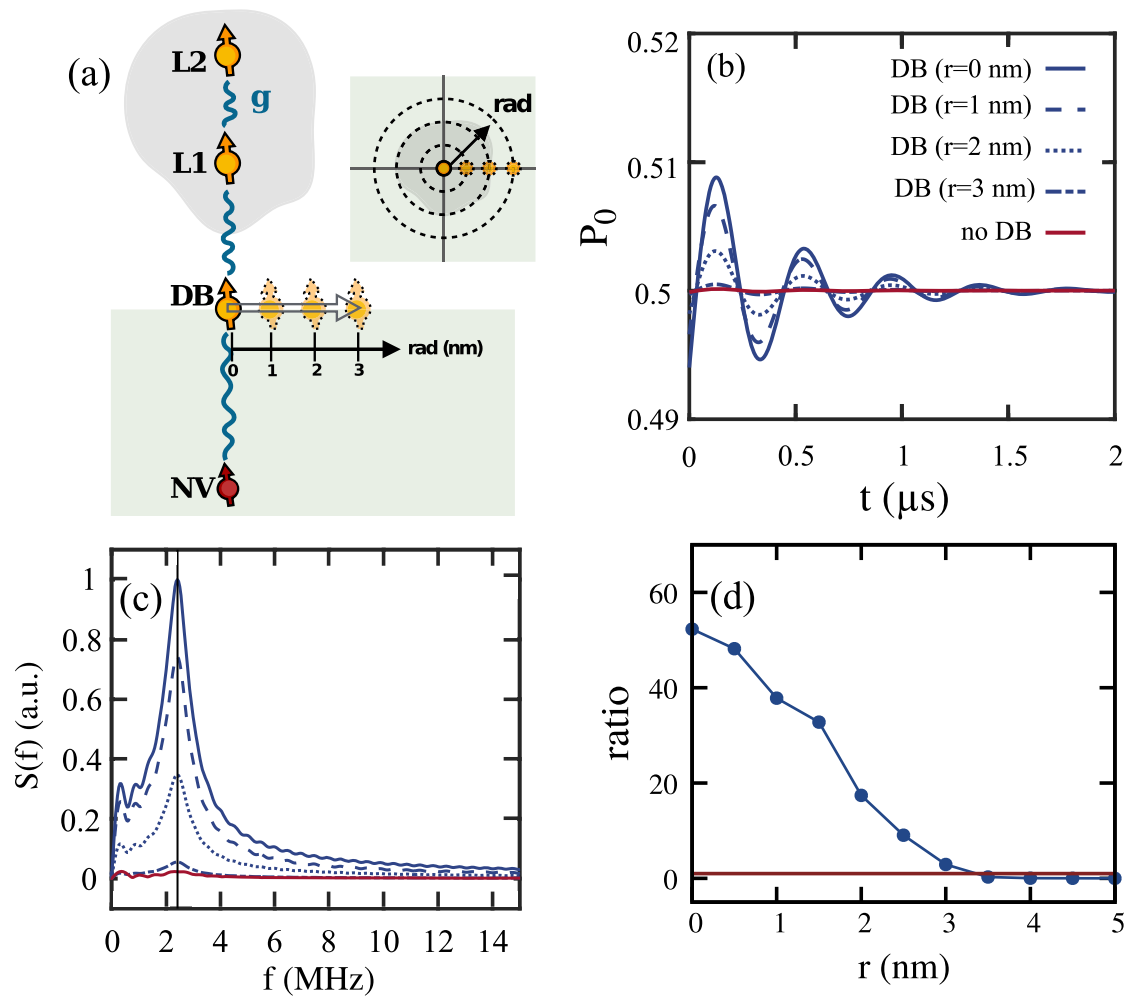 (a)
L2
g
L1
DB
NV
0 1 2 3
rad (nm)
rad
(b)
DB (r=0 nm)
DB (r=1 nm)
DB (r=2 nm)
DB (r=3 nm)
no DB
0.52
0.51
0.5
0.49
P0
0 0.5 1 1.5 2
t (μs)
(c)
1
0.8
0.6
0.4
0.2
0
S(f) (a.u.)
0 2 4 6 8 10 12 14
f (MHz)
(d)
60
40
20
0
ratio
0 1 2 3 4 5
r (nm)